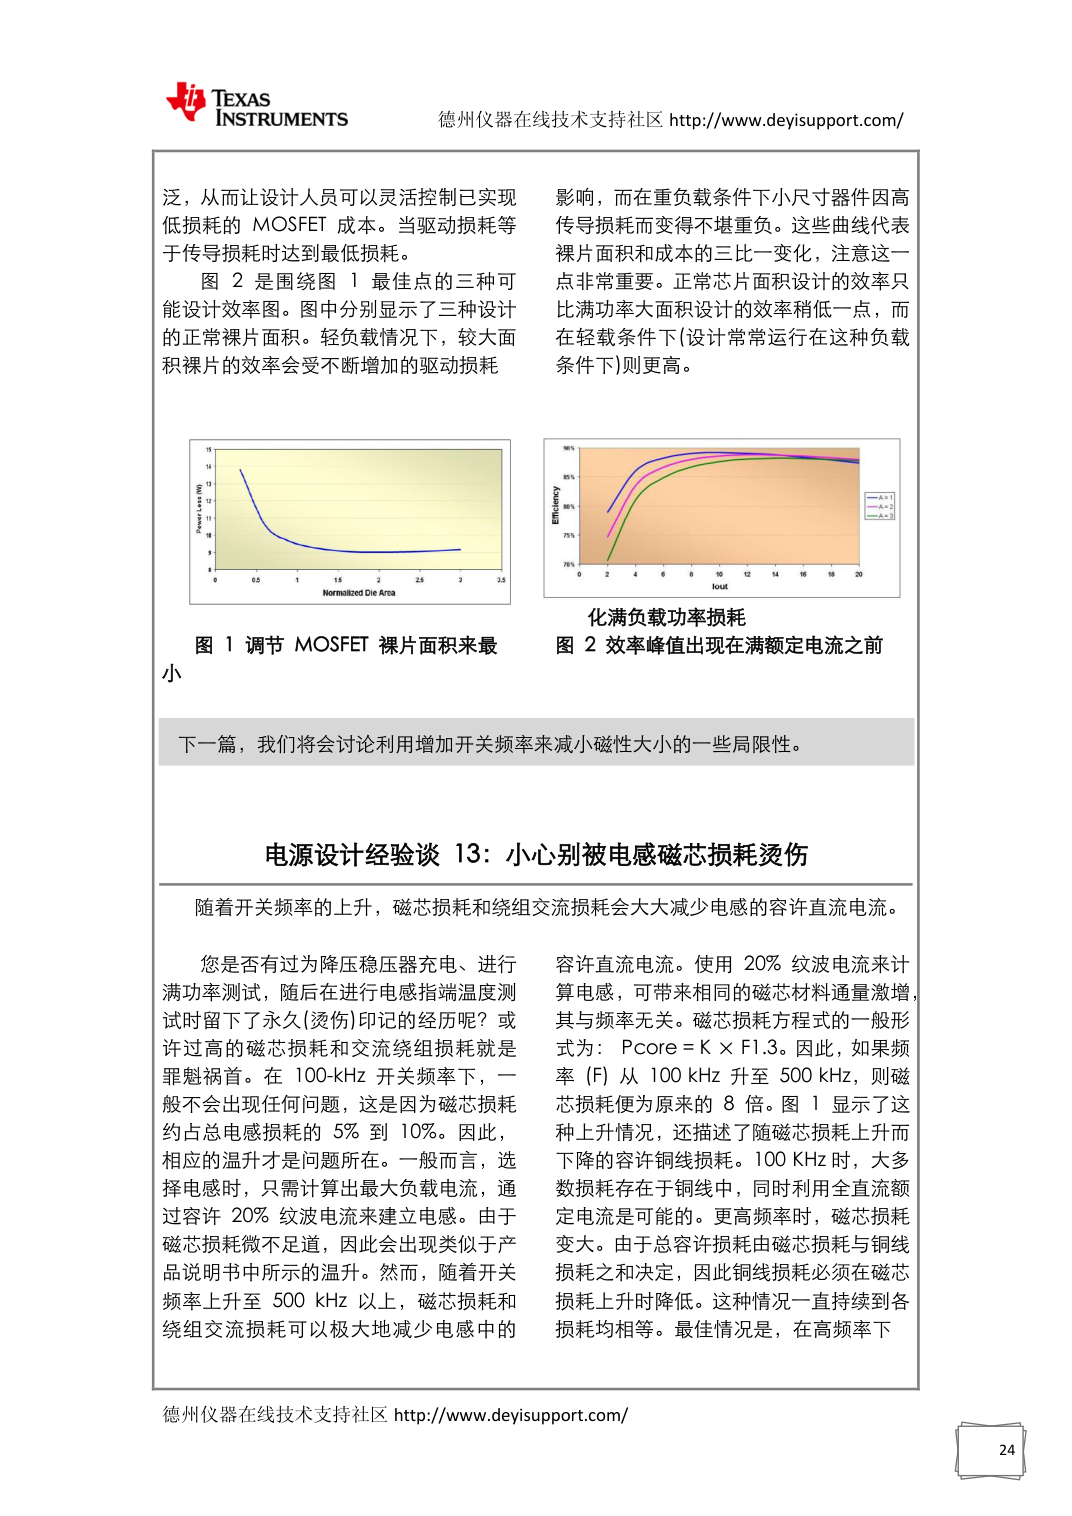 TEXAS
INSTRUMENTS
德州仪器在线技术支持社区 http://www.deyisupport.com/
泛，从而让设计人员可以灵活控制已实现
低损耗的 MOSFET 成本。当驱动损耗等
于传导损耗时达到最低损耗。
图 2 是围绕图 1 最佳点的三种可
能设计效率图。图中分别显示了三种设计
的正常裸片面积。轻负载情况下，较大面
积裸片的效率会受不断增加的驱动损耗
影响，而在重负载条件下小尺寸器件因高
传导损耗而变得不堪重负。这些曲线代表
裸片面积和成本的三比一变化，注意这一
点非常重要。正常芯片面积设计的效率只
比满功率大面积设计的效率稍低一点，而
在轻载条件下(设计常常运行在这种负载
条件下)则更高。
Power Loss (W)
15
14
13
12
11
10
9
8
0 0.5 1 1.5 2 2.5 3 3.5
Normalized Die Area
Efficiency
90%
85%
80%
75%
70%
0 2 4 6 8 10 12 14 16 18 20
Iout
A = 1
A = 2
A = 3
化满负载功率损耗
图 1 调节 MOSFET 裸片面积来最
小
图 2 效率峰值出现在满额定电流之前
下一篇，我们将会讨论利用增加开关频率来减小磁性大小的一些局限性。
电源设计经验谈 13：小心别被电感磁芯损耗烫伤
随着开关频率的上升，磁芯损耗和绕组交流损耗会大大减少电感的容许直流电流。
您是否有过为降压稳压器充电、进行
满功率测试，随后在进行电感指端温度测
试时留下了永久(烫伤)印记的经历呢？或
许过高的磁芯损耗和交流绕组损耗就是
罪魁祸首。在 100-kHz 开关频率下，一
般不会出现任何问题，这是因为磁芯损耗
约占总电感损耗的 5% 到 10%。因此，
相应的温升才是问题所在。一般而言，选
择电感时，只需计算出最大负载电流，通
过容许 20% 纹波电流来建立电感。由于
磁芯损耗微不足道，因此会出现类似于产
品说明书中所示的温升。然而，随着开关
频率上升至 500 kHz 以上，磁芯损耗和
绕组交流损耗可以极大地减少电感中的
容许直流电流。使用 20% 纹波电流来计
算电感，可带来相同的磁芯材料通量激增，
其与频率无关。磁芯损耗方程式的一般形
式为： Pcore = K × F1.3。因此，如果频
率 (F) 从 100 kHz 升至 500 kHz，则磁
芯损耗便为原来的 8 倍。图 1 显示了这
种上升情况，还描述了随磁芯损耗上升而
下降的容许铜线损耗。100 KHz 时，大多
数损耗存在于铜线中，同时利用全直流额
定电流是可能的。更高频率时，磁芯损耗
变大。由于总容许损耗由磁芯损耗与铜线
损耗之和决定，因此铜线损耗必须在磁芯
损耗上升时降低。这种情况一直持续到各
损耗均相等。最佳情况是，在高频率下
德州仪器在线技术支持社区 http://www.deyisupport.com/
24